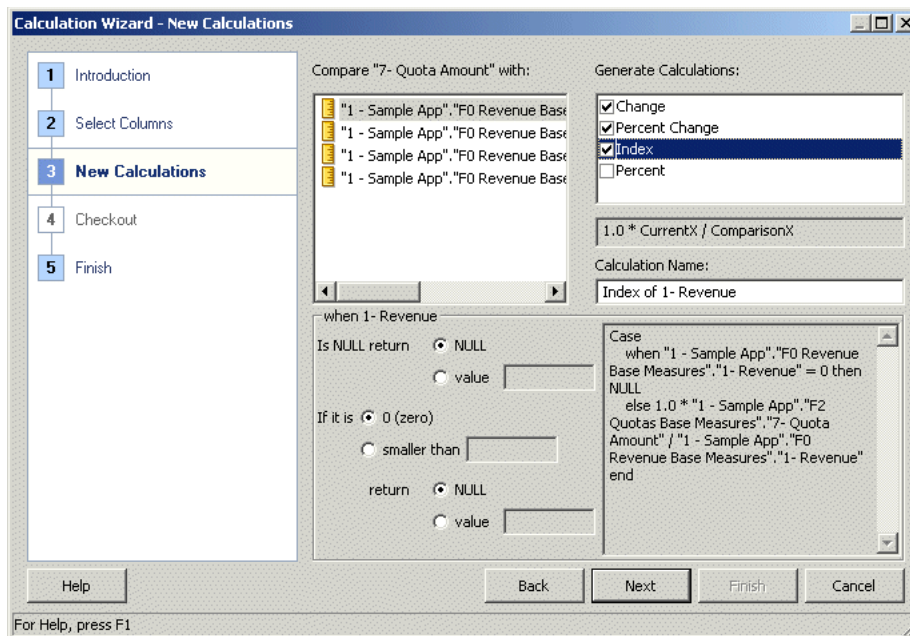 Calculation Wizard - New Calculations
1 Introduction
2 Select Columns
3 New Calculations
4 Checkout
5 Finish
Compare "7- Quota Amount" with:
"1 - Sample App"."F0 Revenue Base
"1 - Sample App"."F0 Revenue Base
"1 - Sample App"."F0 Revenue Base
"1 - Sample App"."F0 Revenue Base
Generate Calculations:
Change
Percent Change
Index
Percent
1.0 * CurrentX / ComparisonX
Calculation Name:
Index of 1- Revenue
when 1- Revenue
Is NULL return NULL
value
If it is 0 (zero)
smaller than
return NULL
value
Case
when "1 - Sample App"."F0 Revenue
Base Measures"."1- Revenue" = 0 then
NULL
else 1.0 * "1 - Sample App"."F2
Quotas Base Measures"."7- Quota
Amount" / "1 - Sample App"."F0
Revenue Base Measures"."1- Revenue"
end
Help
Back
Next
Finish
Cancel
For Help, press F1